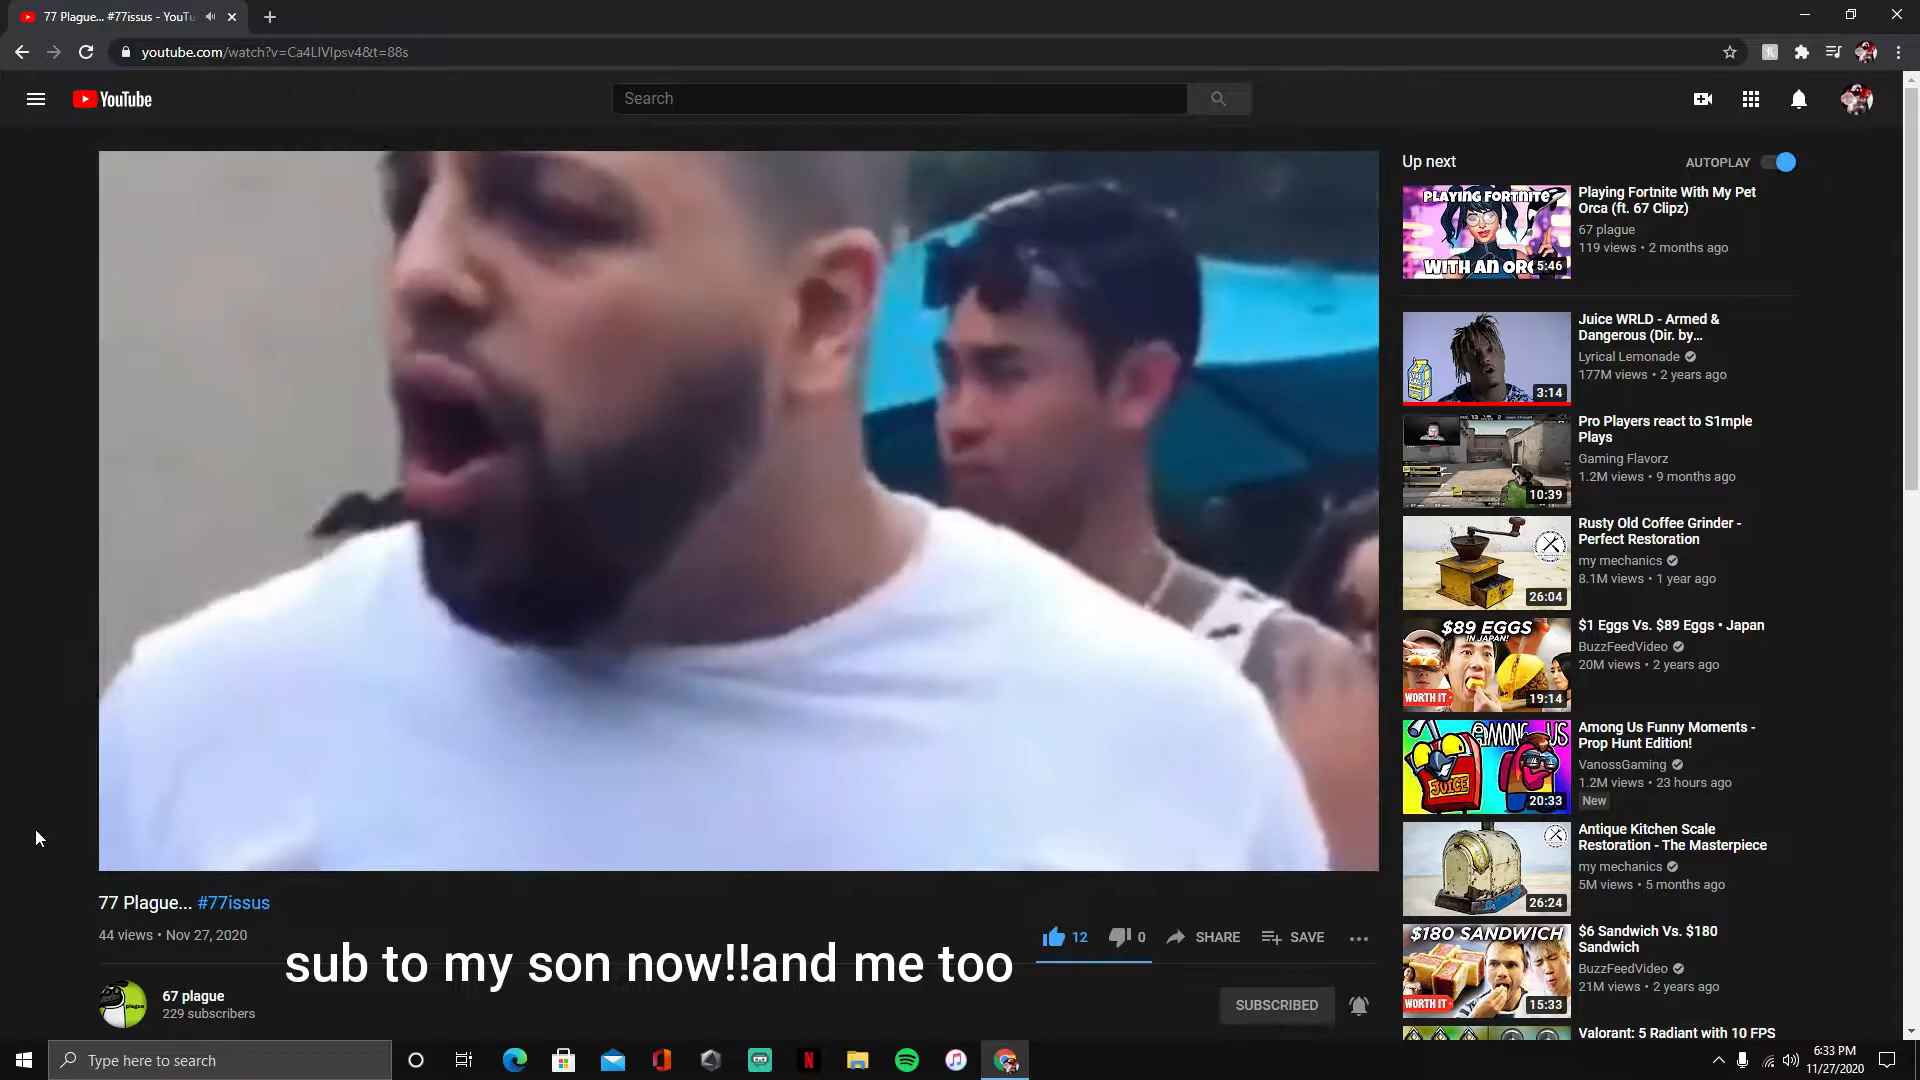 77 Plague... #77issus - YouTu
youtube.com/watch?v=Ca4LIVIpsv4&t=88s
YouTube
Search
Up next
AUTOPLAY
PLAYING FORTNITE
WITH AN ORC
5:46
Playing Fortnite With My Pet
Orca (ft. 67 Clipz)
67 plague
119 views • 2 months ago
3:14
Juice WRLD - Armed &
Dangerous (Dir. by...
Lyrical Lemonade
177M views • 2 years ago
10:39
Pro Players react to S1mple
Plays
Gaming Flavorz
1.2M views • 9 months ago
26:04
Rusty Old Coffee Grinder -
Perfect Restoration
my mechanics
8.1M views • 1 year ago
$89 EGGS
IN JAPAN!
WORTH IT
19:14
$1 Eggs Vs. $89 Eggs • Japan
BuzzFeedVideo
20M views • 2 years ago
AMONG US
JUICE
20:33
Among Us Funny Moments -
Prop Hunt Edition!
VanossGaming
1.2M views • 23 hours ago
New
26:24
Antique Kitchen Scale
Restoration - The Masterpiece
my mechanics
5M views • 5 months ago
$180 SANDWICH
WORTH IT
15:33
$6 Sandwich Vs. $180
Sandwich
BuzzFeedVideo
21M views • 2 years ago
Valorant: 5 Radiant with 10 FPS
77 Plague... #77issus
44 views • Nov 27, 2020
12
0
SHARE
SAVE
sub to my son now!!and me too
plague
67 plague
229 subscribers
SUBSCRIBED
Type here to search
6:33 PM
11/27/2020